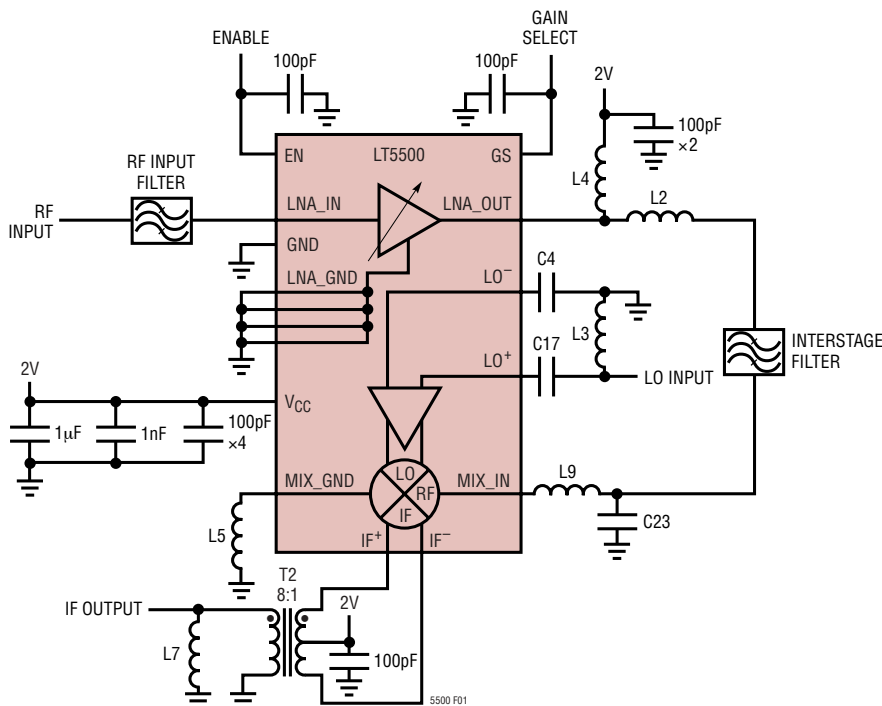 ENABLE
GAIN
SELECT
100pF
100pF
2V
100pF
×2
EN
LT5500
GS
RF INPUT
FILTER
L4
L2
RF
INPUT
LNA_IN
LNA_OUT
GND
LNA_GND
LO⁻
C4
L3
C17
LO⁺
LO INPUT
INTERSTAGE
FILTER
2V
VCC
1µF
1nF
100pF
×4
MIX_GND
LO
RF
IF
MIX_IN
L9
C23
L5
IF⁺
IF⁻
T2
8:1
IF OUTPUT
2V
L7
100pF
5500 F01